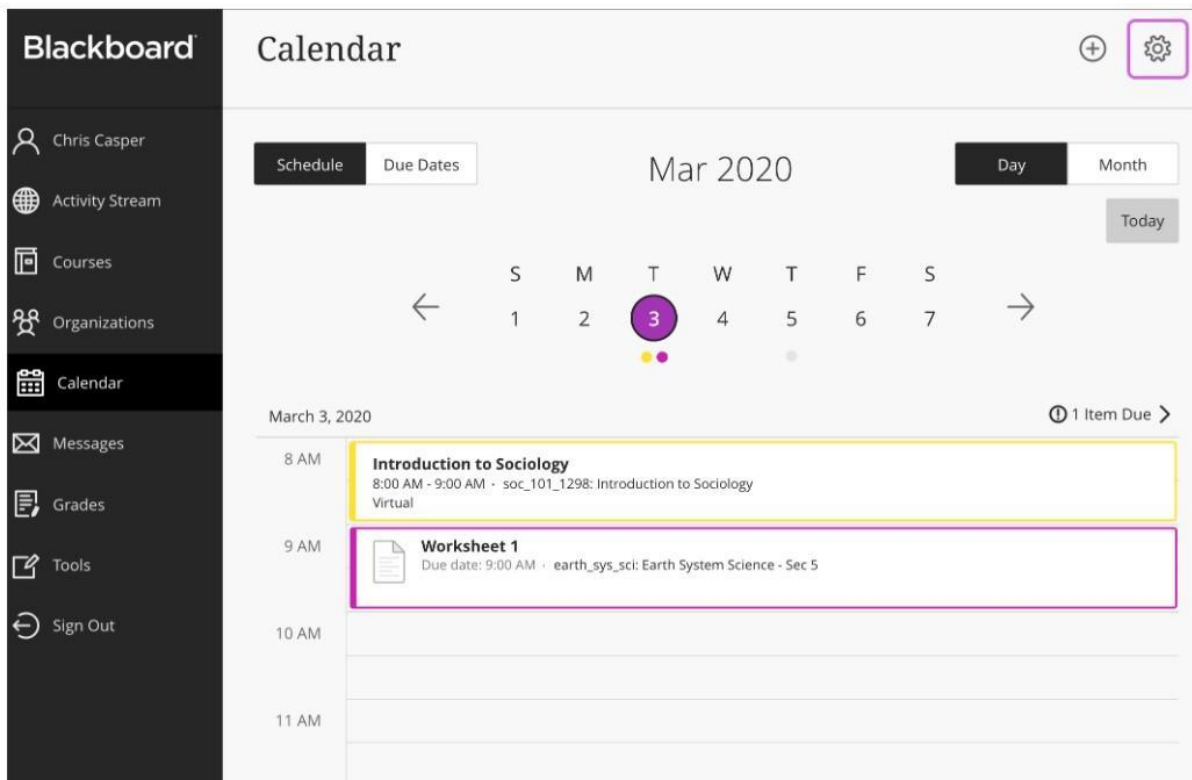 Blackboard
Calendar
Chris Casper
Activity Stream
Courses
Organizations
Calendar
Messages
Grades
Tools
Sign Out
Schedule Due Dates
Mar 2020
Day Month
Today
S M T W T F S
1 2 3 4 5 6 7
March 3, 2020
1 Item Due
8 AM
Introduction to Sociology
8:00 AM - 9:00 AM · soc_101_1298: Introduction to Sociology
Virtual
9 AM
Worksheet 1
Due date: 9:00 AM · earth_sys_sci: Earth System Science - Sec 5
10 AM
11 AM